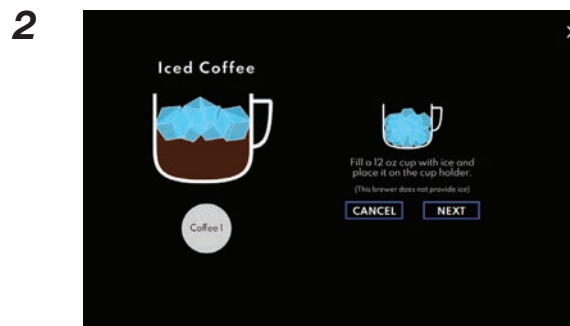 2
Iced Coffee
Fill a 12 oz cup with ice and
place it on the cup holder.
(This brewer does not provide ice)
CANCEL NEXT
Coffee 1